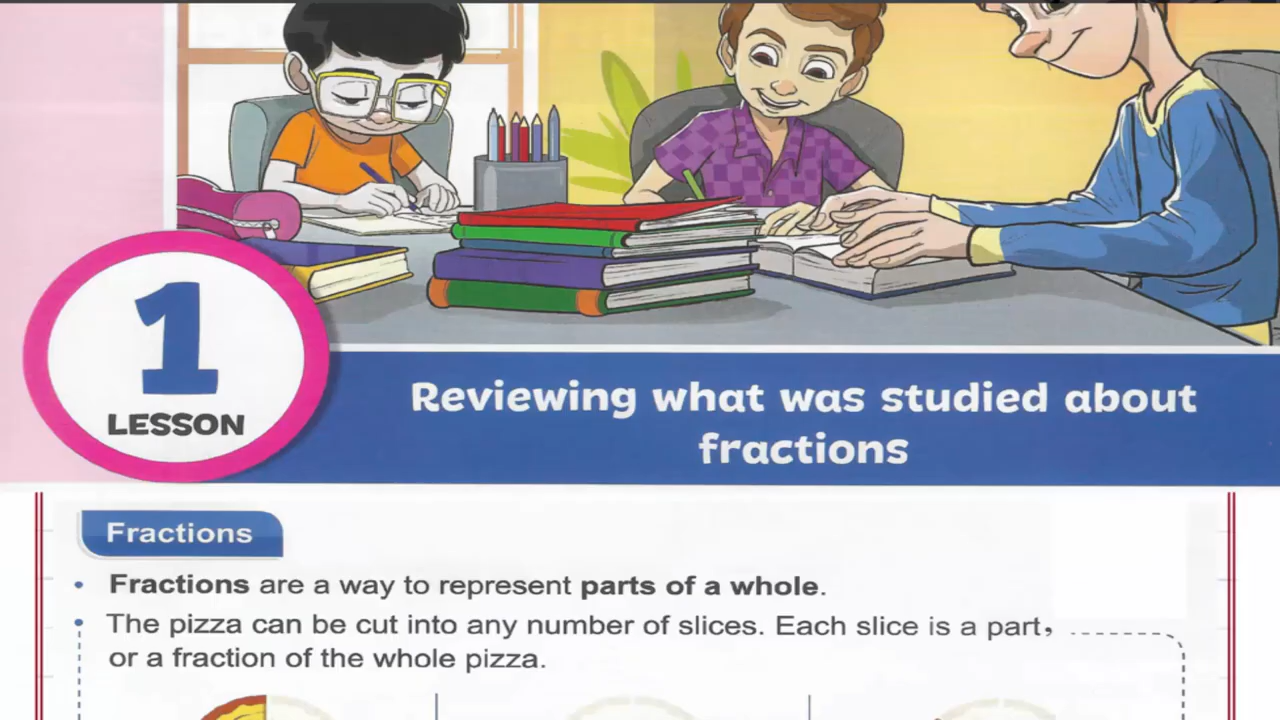 1
LESSON
Reviewing what was studied about
fractions
Fractions
• Fractions are a way to represent parts of a whole.
• The pizza can be cut into any number of slices. Each slice is a part,
or a fraction of the whole pizza.